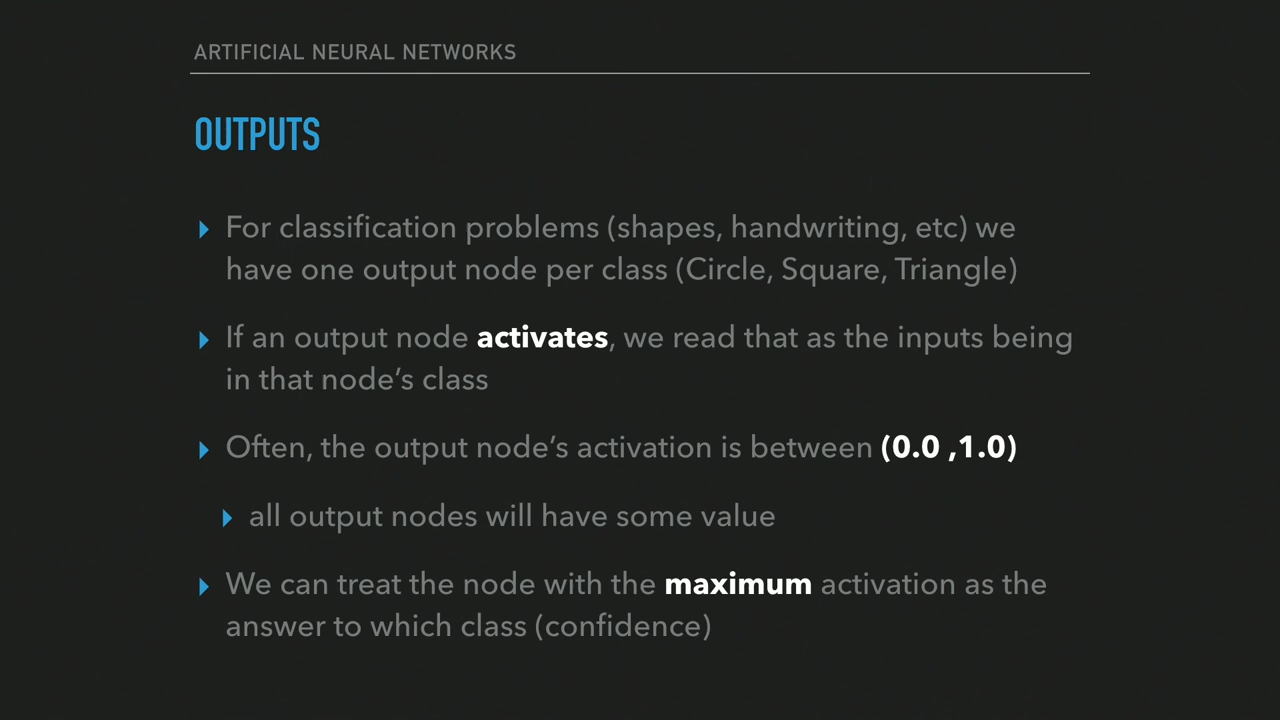 ARTIFICIAL NEURAL NETWORKS
OUTPUTS
▸ For classification problems (shapes, handwriting, etc) we
have one output node per class (Circle, Square, Triangle)
▸ If an output node activates, we read that as the inputs being
in that node’s class
▸ Often, the output node’s activation is between (0.0 ,1.0)
▸ all output nodes will have some value
▸ We can treat the node with the maximum activation as the
answer to which class (confidence)